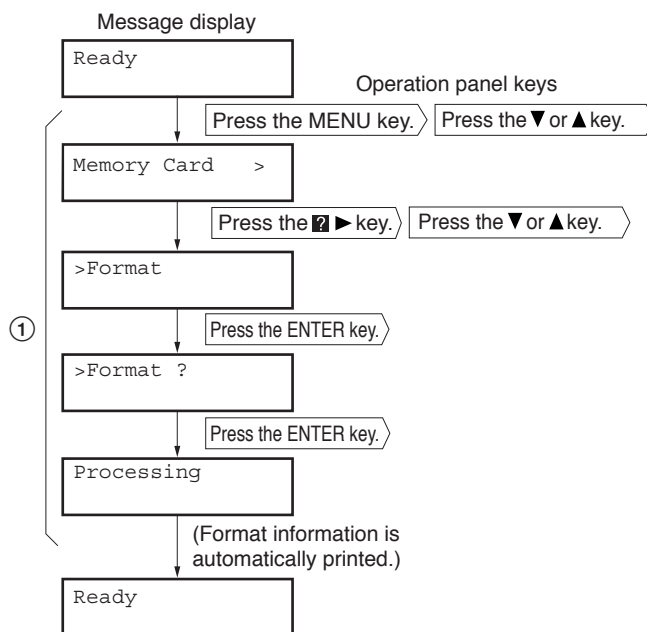 Message display
Ready
Operation panel keys
Press the MENU key. Press the ▼ or ▲ key.
Memory Card >
Press the ? ► key. Press the ▼ or ▲ key.
>Format
①
Press the ENTER key.
>Format ?
Press the ENTER key.
Processing
(Format information is
automatically printed.)
Ready